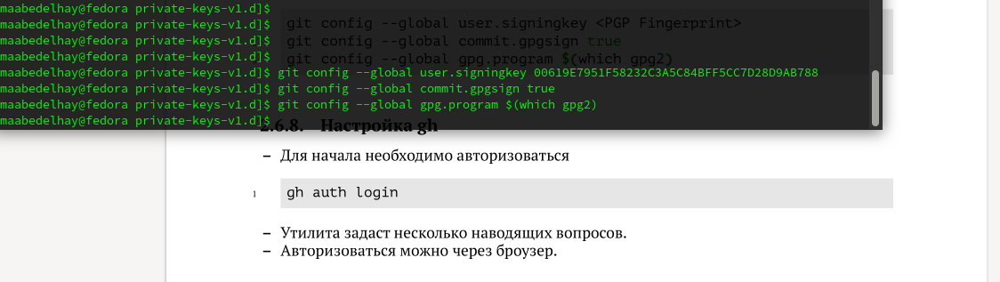 maabedelhay@fedora private-keys-v1.d]$
maabedelhay@fedora private-keys-v1.d]$
git config --global user.signingkey <PGP Fingerprint>
maabedelhay@fedora private-keys-v1.d]$
git config --global commit.gpgsign true
maabedelhay@fedora private-keys-v1.d]$
git config --global gpg.program $(which gpg2)
maabedelhay@fedora private-keys-v1.d]$ git config --global user.signingkey 00619E7951F58232C3A5C84BFF5CC7D28D9AB788
maabedelhay@fedora private-keys-v1.d]$ git config --global commit.gpgsign true
maabedelhay@fedora private-keys-v1.d]$ git config --global gpg.program $(which gpg2)
maabedelhay@fedora private-keys-v1.d]$
2.6.8. Настройка gh
– Для начала необходимо авторизоваться
1 gh auth login
– Утилита задаст несколько наводящих вопросов.
– Авторизоваться можно через броузер.